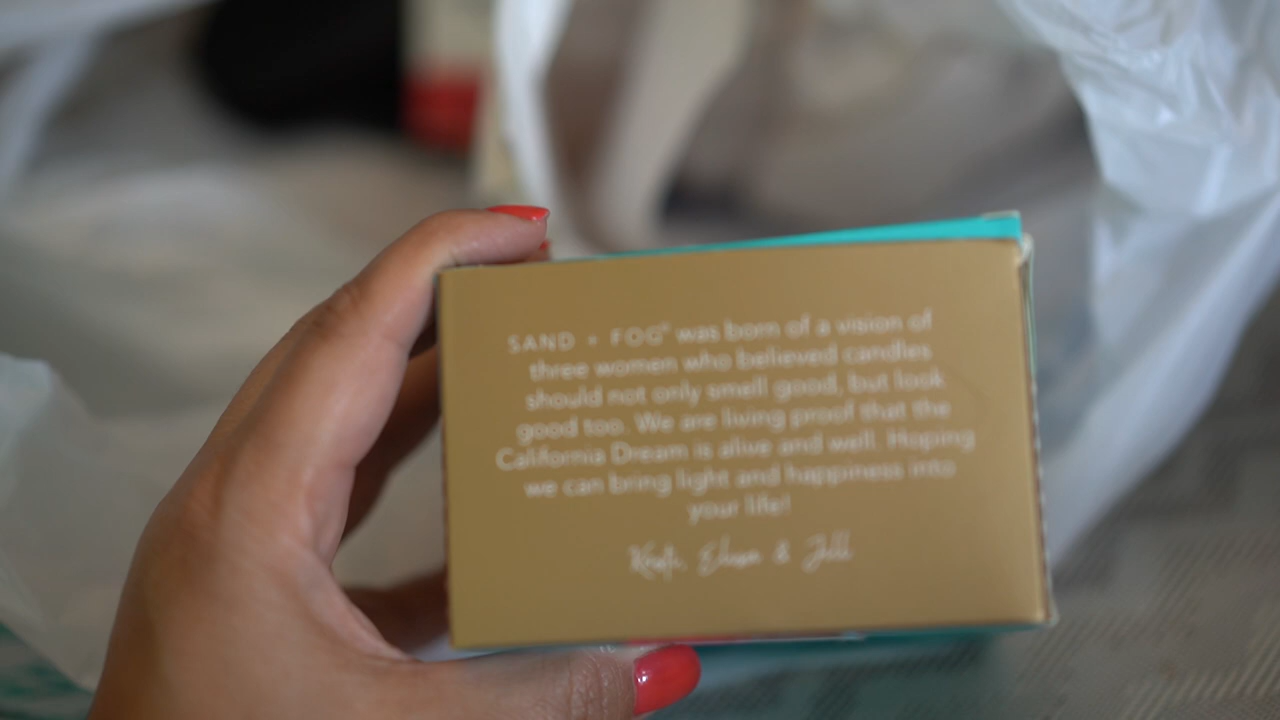 SAND + FOG® was born of a vision of
three women who believed candles
should not only smell good, but look
good too. We are living proof that the
California Dream is alive and well. Hoping
we can bring light and happiness into
your life!
& Jill